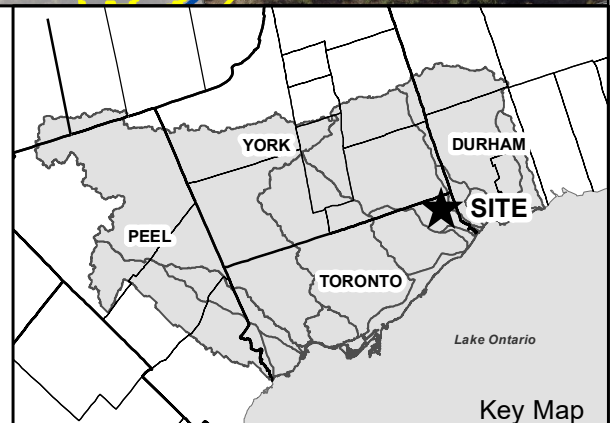 YORK
DURHAM
SITE
PEEL
TORONTO
Lake Ontario
Key Map